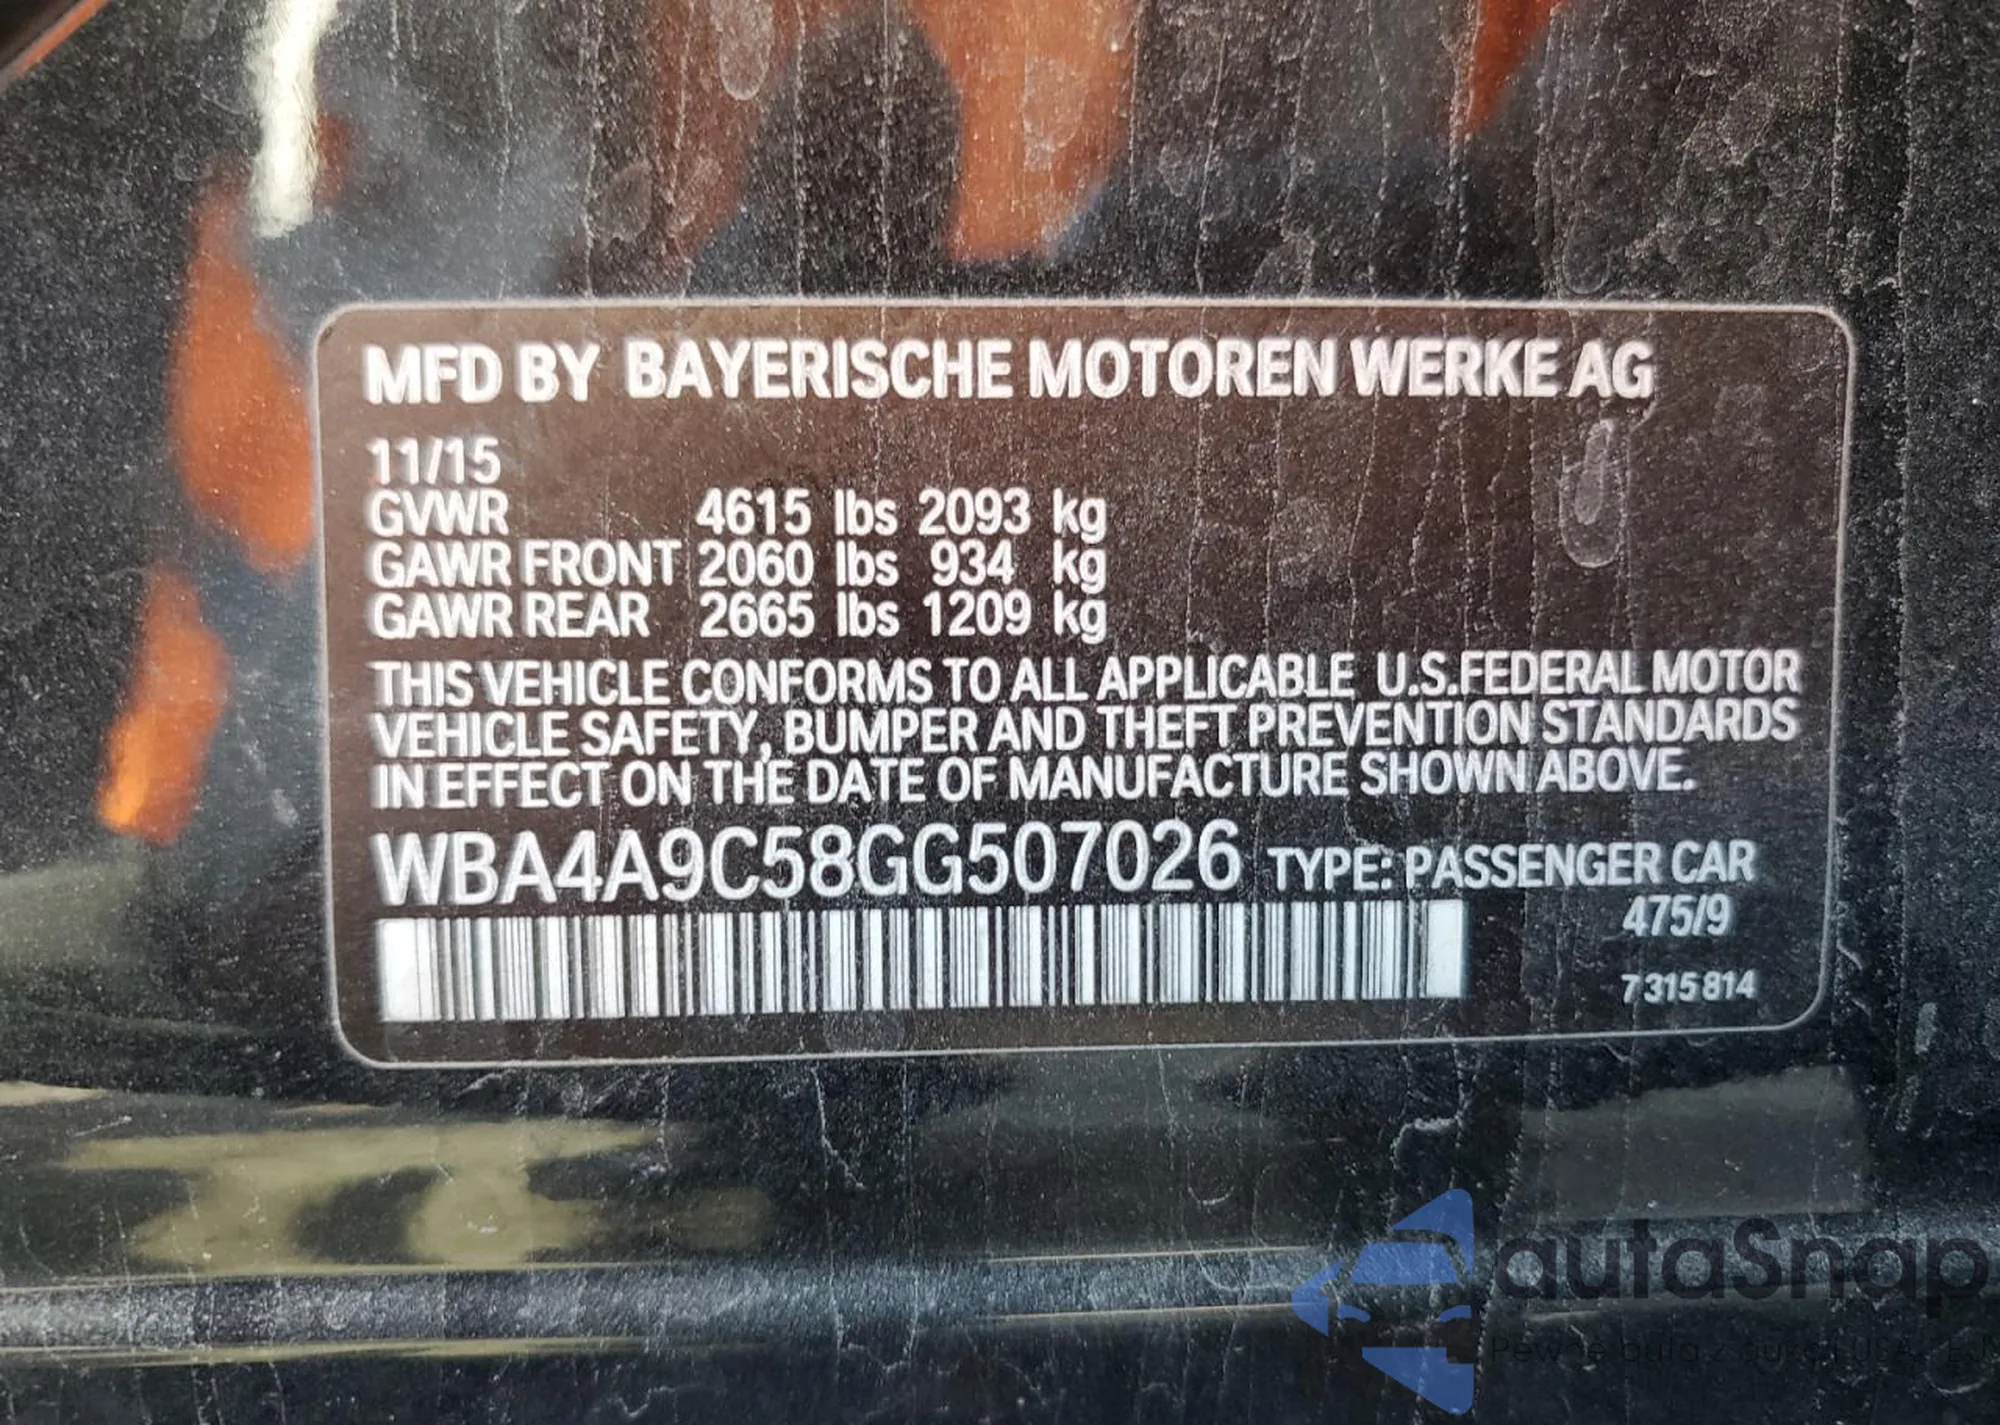 MFD BY BAYERISCHE MOTOREN WERKE AG
11/15
GVWR 4615 lbs 2093 kg
GAWR FRONT 2060 lbs 934 kg
GAWR REAR 2665 lbs 1209 kg
THIS VEHICLE CONFORMS TO ALL APPLICABLE U.S.FEDERAL MOTOR
VEHICLE SAFETY, BUMPER AND THEFT PREVENTION STANDARDS
IN EFFECT ON THE DATE OF MANUFACTURE SHOWN ABOVE.
WBA4A9C58GG507026 TYPE: PASSENGER CAR
475/9
7 315 814
autaSnap